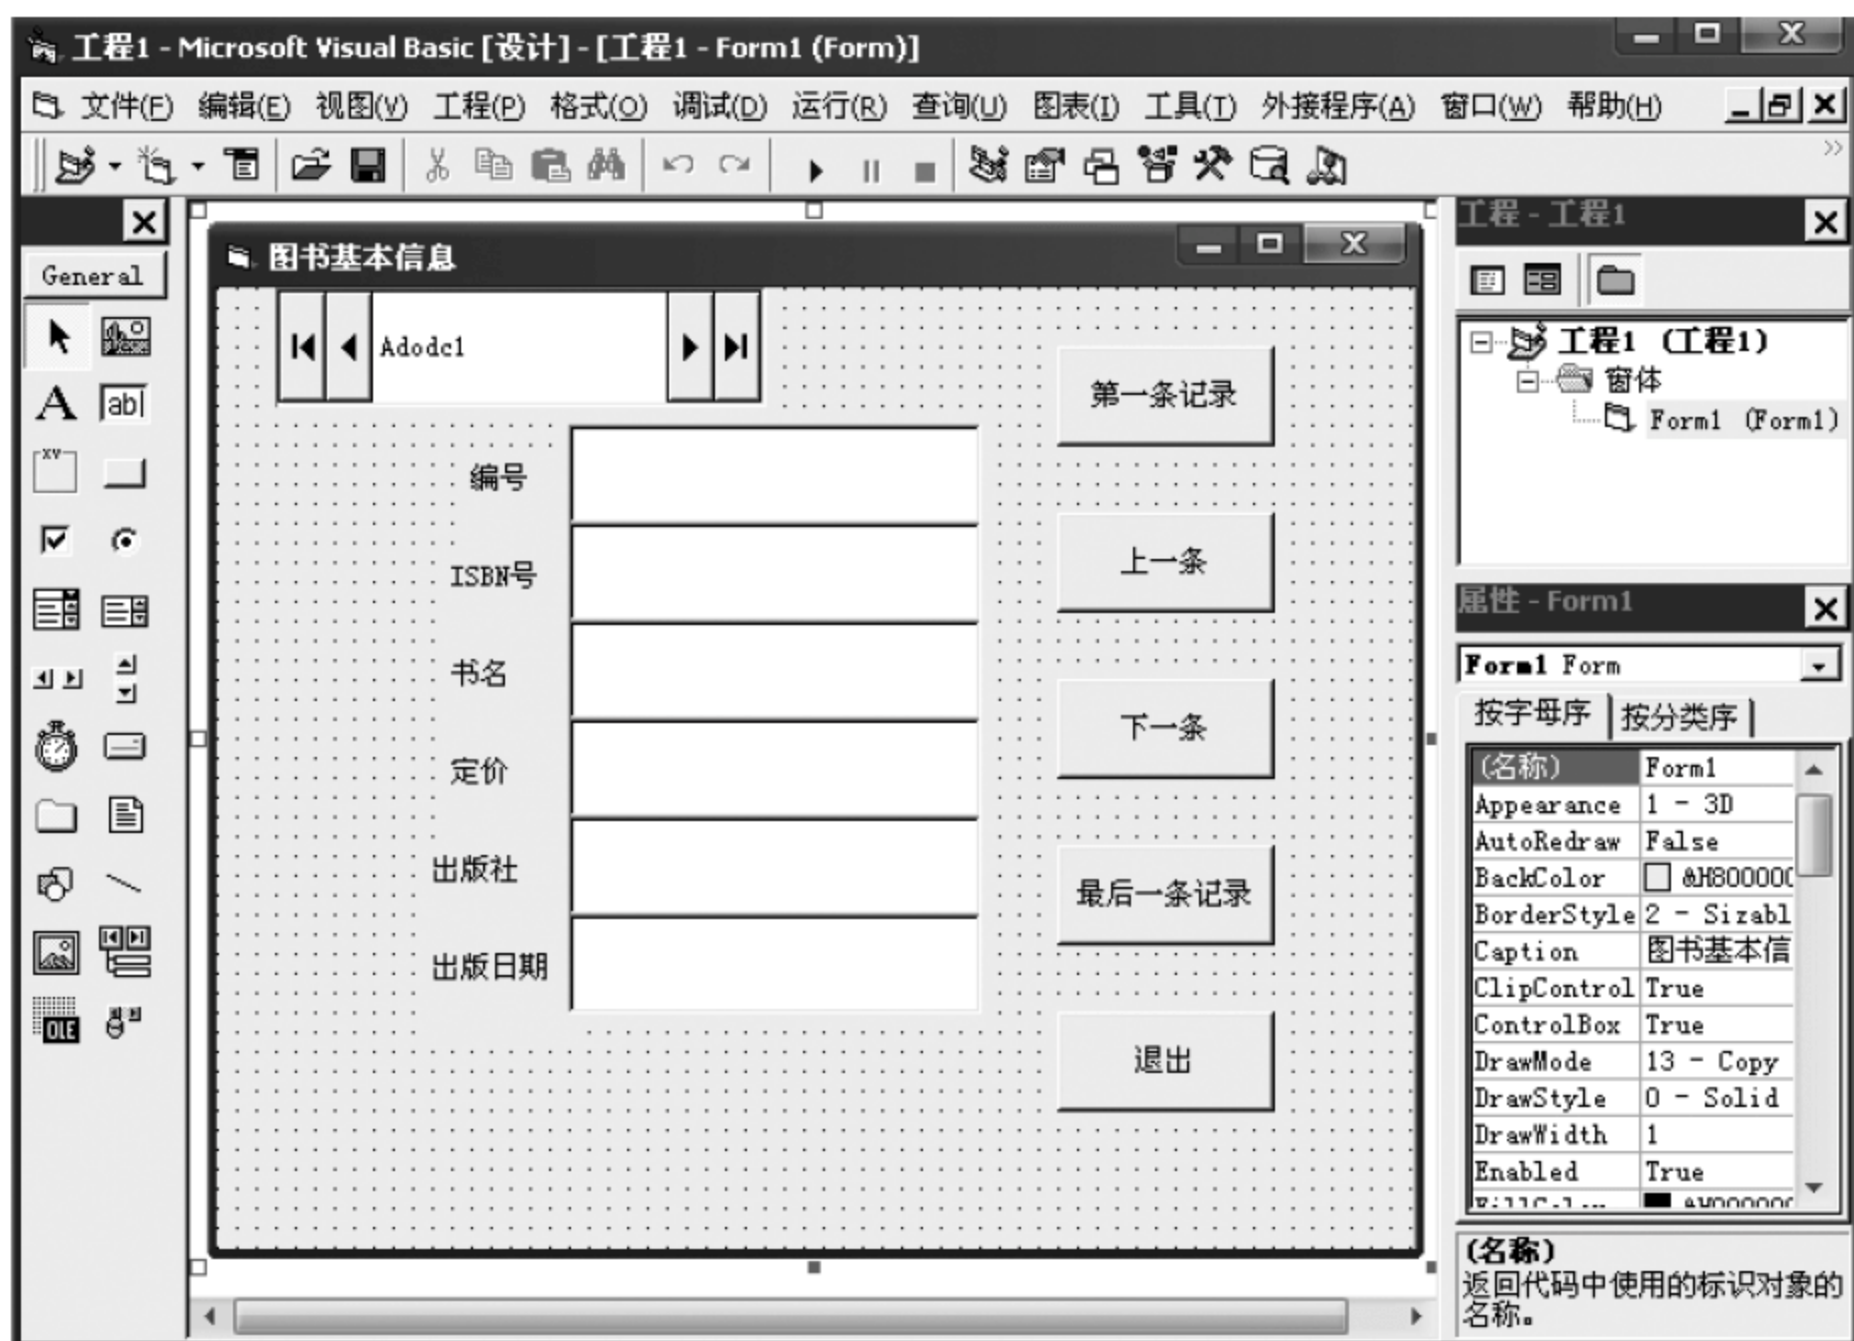 工程1 - Microsoft Visual Basic [设计] - [工程1 - Form1 (Form)]
文件(F) 编辑(E) 视图(V) 工程(P) 格式(O) 调试(D) 运行(R) 查询(U) 图表(I) 工具(T) 外接程序(A) 窗口(W) 帮助(H)
General
A
ab
xv
OLE
图书基本信息
Adodc1
编号
ISBN号
书名
定价
出版社
出版日期
第一条记录
上一条
下一条
最后一条记录
退出
工程 - 工程1
工程1 (工程1)
窗体
Form1 (Form1)
属性 - Form1
Form1 Form
按字母序 按分类序
(名称) Form1
Appearance 1 - 3D
AutoRedraw False
BackColor &H800000
BorderStyle 2 - Sizabl
Caption 图书基本信
ClipControl True
ControlBox True
DrawMode 13 - Copy
DrawStyle 0 - Solid
DrawWidth 1
Enabled True
(名称)
返回代码中使用的标识对象的
名称。